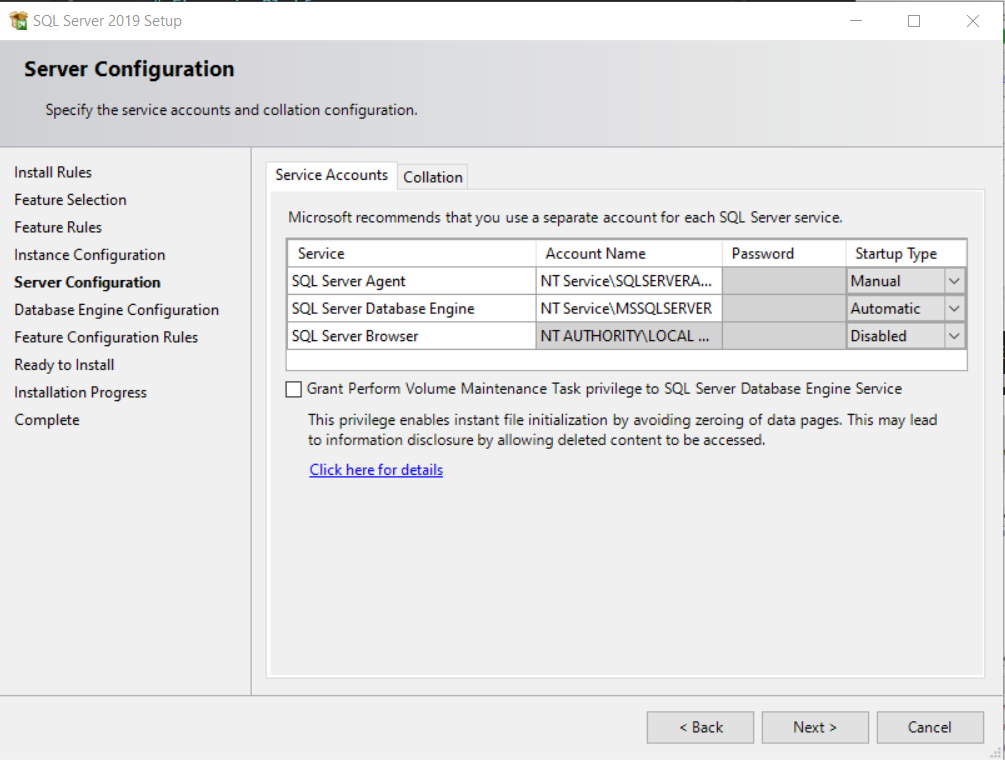 SQL Server 2019 Setup
Server Configuration
Specify the service accounts and collation configuration.
Install Rules
Feature Selection
Feature Rules
Instance Configuration
Server Configuration
Database Engine Configuration
Feature Configuration Rules
Ready to Install
Installation Progress
Complete
Service Accounts Collation
Microsoft recommends that you use a separate account for each SQL Server service.
Service Account Name Password Startup Type
SQL Server Agent NT Service\SQLSERVERA... Manual
SQL Server Database Engine NT Service\MSSQLSERVER Automatic
SQL Server Browser NT AUTHORITY\LOCAL ... Disabled
Grant Perform Volume Maintenance Task privilege to SQL Server Database Engine Service
This privilege enables instant file initialization by avoiding zeroing of data pages. This may lead
to information disclosure by allowing deleted content to be accessed.
Click here for details
< Back Next > Cancel